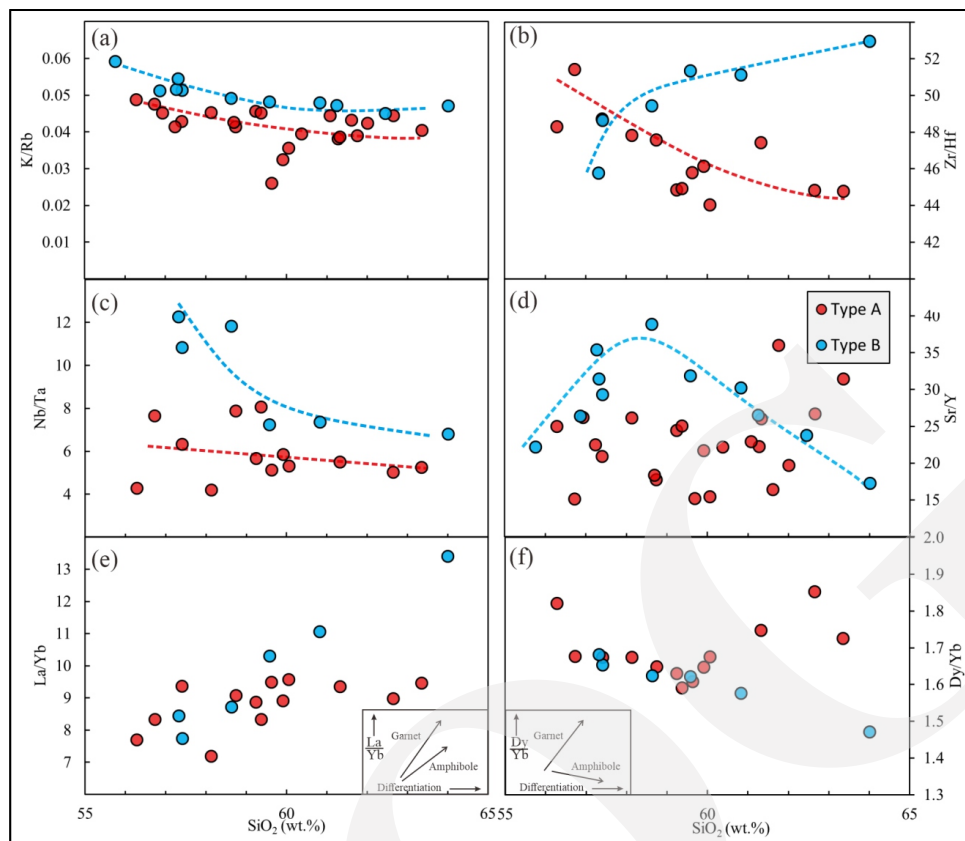 (a)
0.06
0.05
0.04
0.03
0.02
0.01
K/Rb
(b)
52
50
48
46
44
42
Zr/Hf
(c)
12
10
8
6
4
Nb/Ta
(d)
Type A
Type B
40
35
30
25
20
15
Sr/Y
(e)
13
12
11
10
9
8
7
La/Yb
La
Yb
Garnet
Amphibole
Differentiation
55
60
65
SiO₂ (wt.%)
(f)
2.0
1.9
1.8
1.7
1.6
1.5
1.4
1.3
Dy/Yb
Dy
Yb
Garnet
Amphibole
Differentiation
55
60
65
SiO₂ (wt.%)